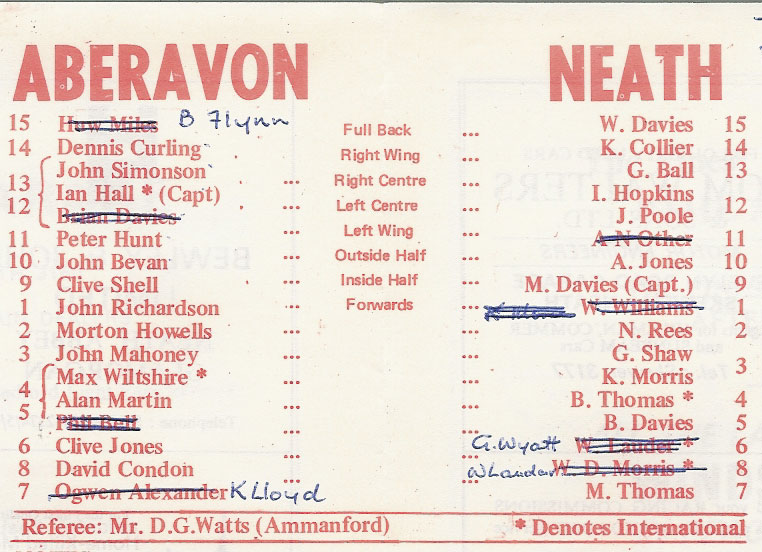 ABERAVON NEATH
15 Huw Miles B Flynn Full Back ... W. Davies 15
14 Dennis Curling Right Wing ... K. Collier 14
John Simonson G. Ball 13
13 Ian Hall * (Capt) ... Right Centre ... I. Hopkins
12 Brian Davies ... Left Centre ... J. Poole 12
11 Peter Hunt ... Left Wing ... A N Other 11
10 John Bevan ... Outside Half ... A. Jones 10
9 Clive Shell ... Inside Half ... M. Davies (Capt.) 9
1 John Richardson ... Forwards ... W. Williams 1
2 Morton Howells ... ... N. Rees 2
3 John Mahoney ... ... G. Shaw
Max Wiltshire * ... ... K. Morris 3
4 Alan Martin ... ... B. Thomas * 4
5 Phil Bell ... ... B. Davies 5
6 Clive Jones ... G. Wyatt W. Lauder * 6
8 David Condon ... W Lauder W. D. Morris * 8
7 Ogwen Alexander K Lloyd ... M. Thomas 7
Referee: Mr. D.G.Watts (Ammanford) * Denotes International